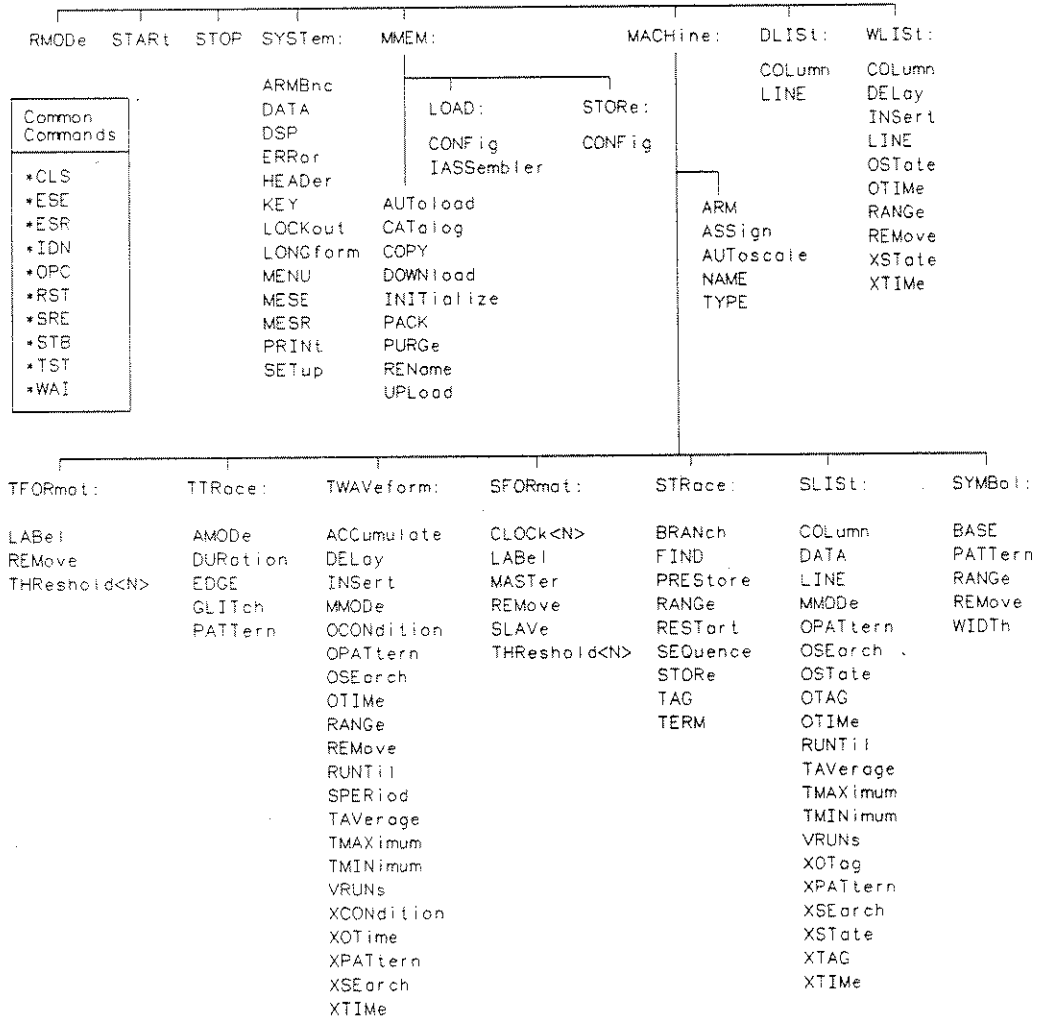 RMODe STARt STOP SYSTem: MMEM: MACHine: DLISt: WLISt:
Common
Commands
*CLS
*ESE
*ESR
*IDN
*OPC
*RST
*SRE
*STB
*TST
*WAI
ARMBnc
DATA
DSP
ERRor
HEADer
KEY
LOCKout
LONGform
MENU
MESE
MESR
PRINt
SETup
LOAD:
CONFig
IASSembler
STORe:
CONFig
AUToload
CATalog
COPY
DOWNload
INITialize
PACK
PURGe
REName
UPLoad
ARM
ASSign
AUToscale
NAME
TYPE
COLumn
LINE
COLumn
DELay
INSert
LINE
OSTate
OTIMe
RANGe
REMove
XSTate
XTIMe
TFORmat: TTRace: TWAVeform: SFORmat: STRace: SLISt: SYMBol:
LABel
REMove
THReshold<N>
AMODe
DURation
EDGE
GLITch
PATTern
ACCumulate
DELay
INSert
MMODe
OCONdition
OPATtern
OSEarch
OTIMe
RANGe
REMove
RUNTil
SPERiod
TAVerage
TMAXimum
TMINimum
VRUNs
XCONdition
XOTime
XPATtern
XSEarch
XTIMe
CLOCk<N>
LABel
MASTer
REMove
SLAVe
THReshold<N>
BRANch
FIND
PREStore
RANGe
RESTart
SEQuence
STORe
TAG
TERM
COLumn
DATA
LINE
MMODe
OPATtern
OSEarch
OSTate
OTAG
OTIMe
RUNTil
TAVerage
TMAXimum
TMINimum
VRUNs
XOTag
XPATtern
XSEarch
XSTate
XTAG
XTIMe
BASE
PATTern
RANGe
REMove
WIDTh